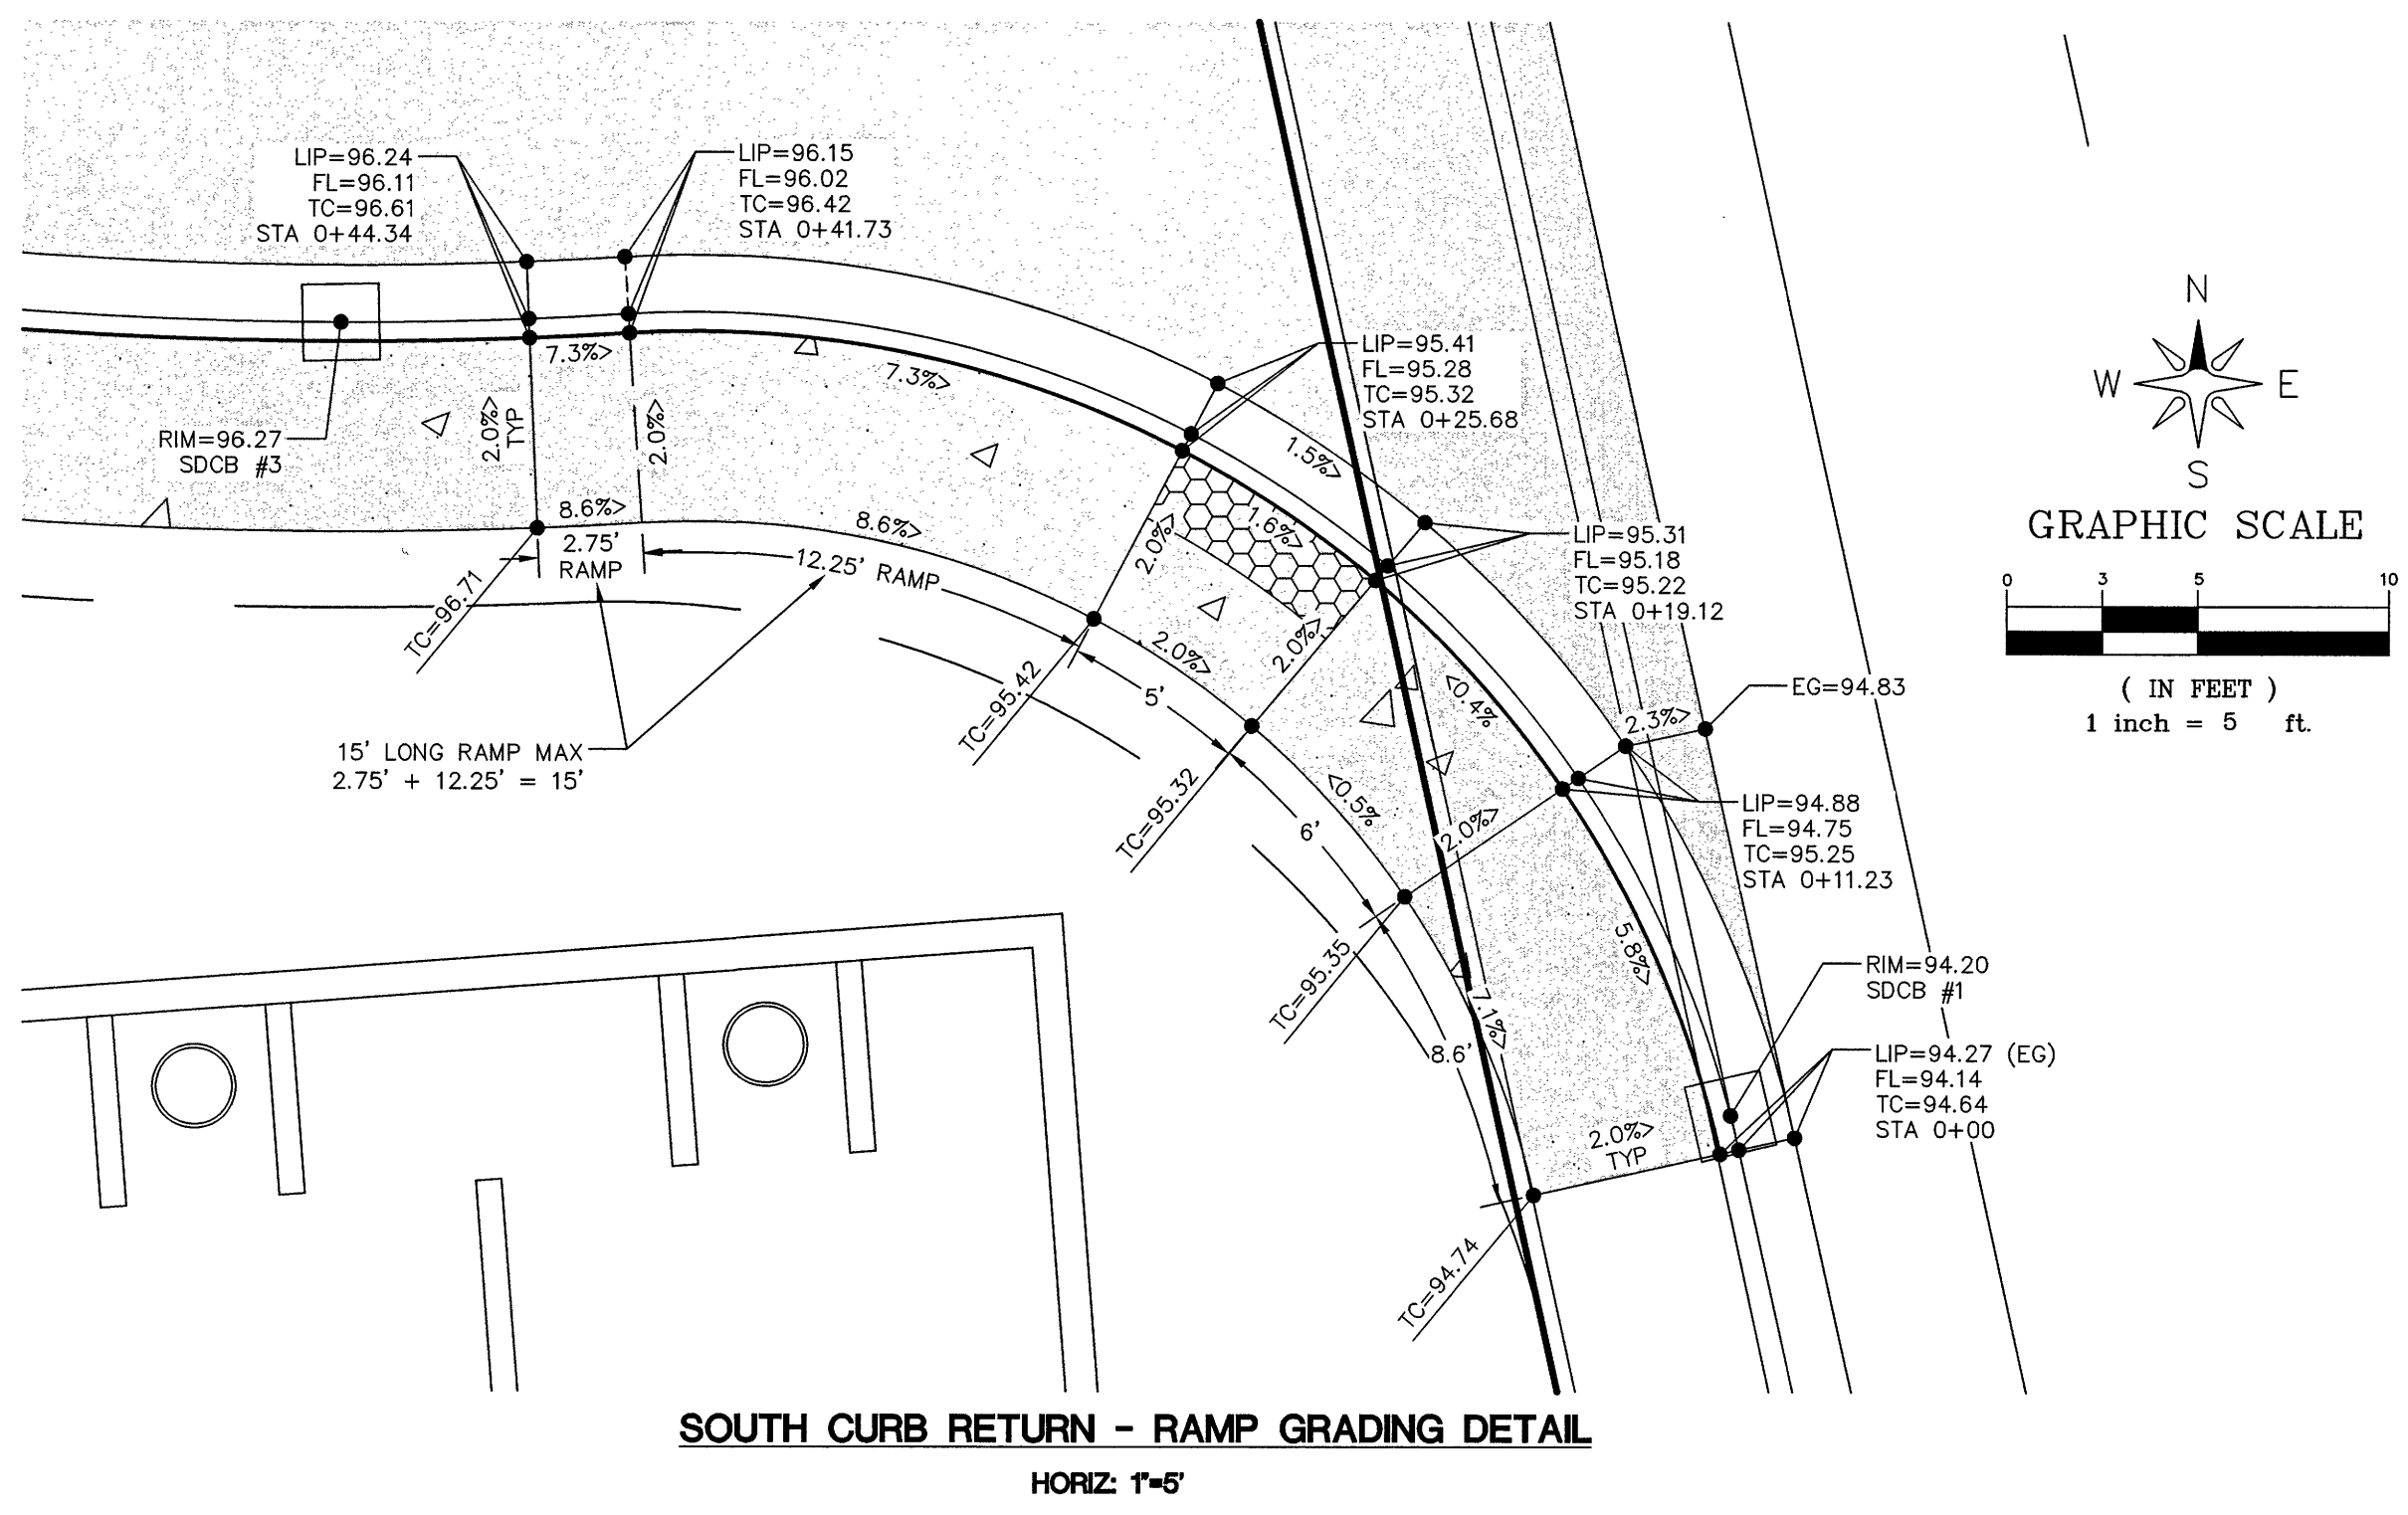 LIP=96.24
FL=96.11
TC=96.61
STA 0+44.34
LIP=96.15
FL=96.02
TC=96.42
STA 0+41.73
7.3%>
7.3%>
2.0%>
TYP
2.0%>
RIM=96.27
SDCB #3
8.6%>
8.6%>
2.75'
RAMP
12.25' RAMP
TC=96.71
15' LONG RAMP MAX
2.75' + 12.25' = 15'
LIP=95.41
FL=95.28
TC=95.32
STA 0+25.68
1.5%>
1.6%>
2.0%>
2.0%>
2.0%>
LIP=95.31
FL=95.18
TC=95.22
STA 0+19.12
TC=95.42
5'
TC=95.32
<0.4%
<0.5%
6'
2.3%>
EG=94.83
2.0%>
LIP=94.88
FL=94.75
TC=95.25
STA 0+11.23
TC=95.35
5.8%>
7.1%>
8.6'
RIM=94.20
SDCB #1
LIP=94.27 (EG)
FL=94.14
TC=94.64
STA 0+00
2.0%>
TYP
TC=94.74
N
W E
S
GRAPHIC SCALE
0 3 5 10
( IN FEET )
1 inch = 5 ft.
SOUTH CURB RETURN - RAMP GRADING DETAIL
HORIZ: 1"=5'